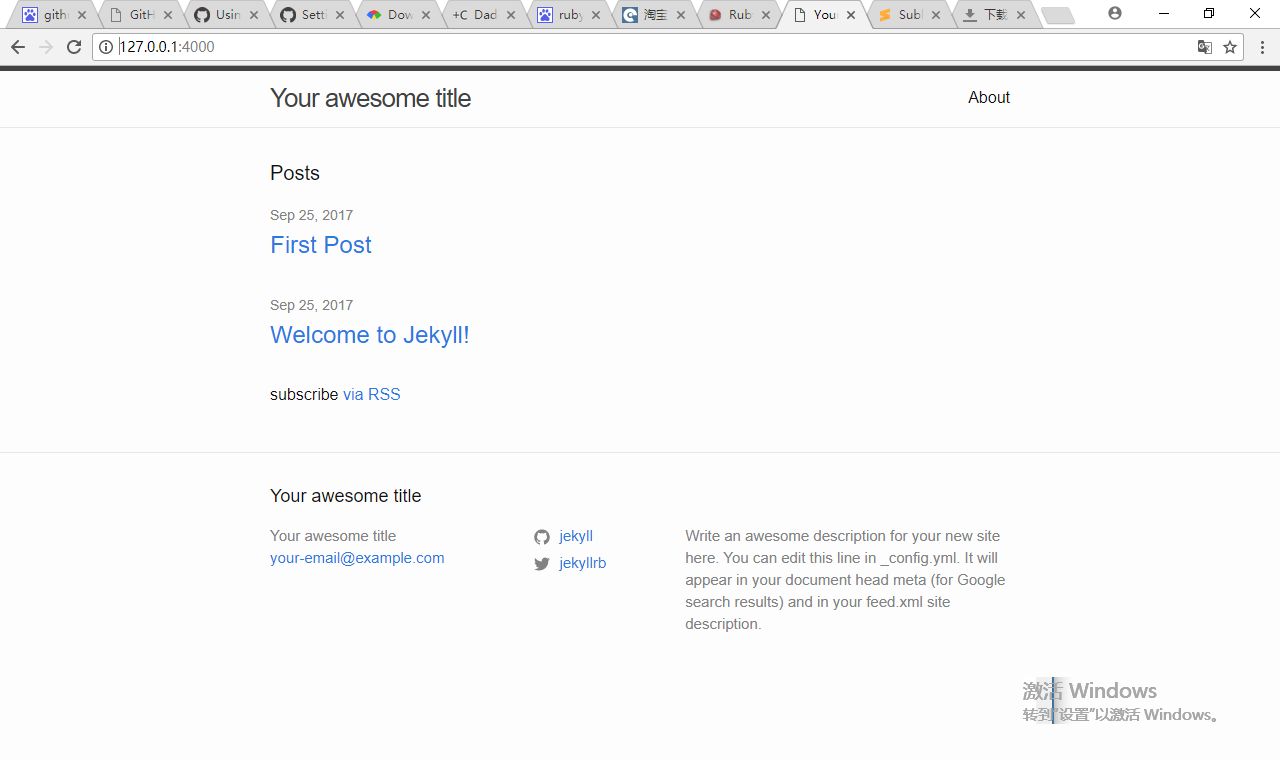 gith
GitH
Usin
Setti
Dow
+C Dad
ruby
淘宝
Rub
Your
Subl
下载
127.0.0.1:4000
Your awesome title
About
Posts
Sep 25, 2017
First Post
Sep 25, 2017
Welcome to Jekyll!
subscribe via RSS
Your awesome title
Your awesome title
your-email@example.com
jekyll
jekyllrb
Write an awesome description for your new site
here. You can edit this line in _config.yml. It will
appear in your document head meta (for Google
search results) and in your feed.xml site
description.
激活 Windows
转到"设置"以激活 Windows。